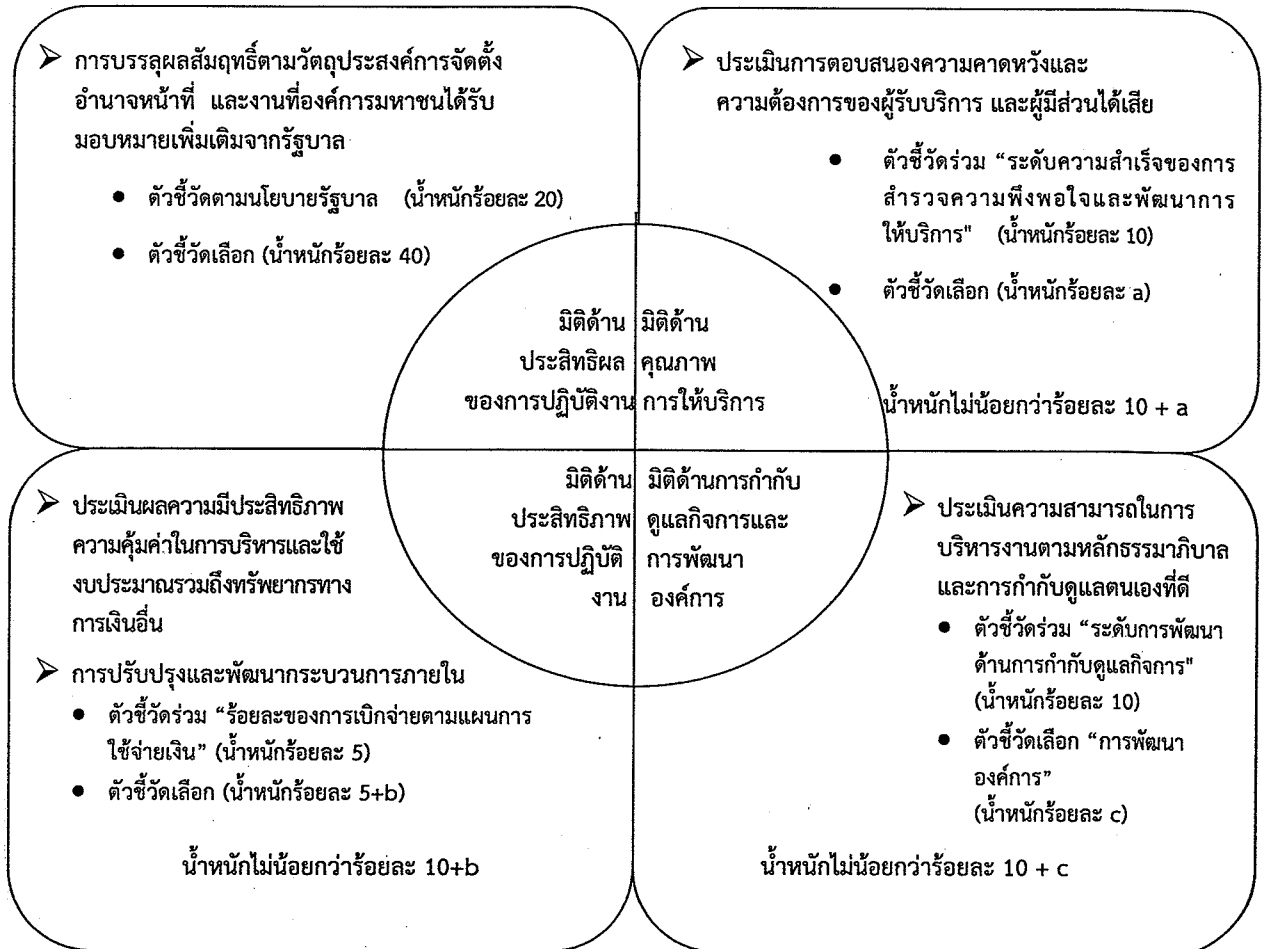 ➢ การบรรลุผลสัมฤทธิ์ตามวัตถุประสงค์การจัดตั้ง
อำนาจหน้าที่ และงานที่องค์การมหาชนได้รับ
มอบหมายเพิ่มเติมจากรัฐบาล
● ตัวชี้วัดตามนโยบายรัฐบาล (น้ำหนักร้อยละ 20)
● ตัวชี้วัดเลือก (น้ำหนักร้อยละ 40)
มิติด้าน
ประสิทธิผล
ของการปฏิบัติงาน
➢ ประเมินการตอบสนองความคาดหวังและ
ความต้องการของผู้รับบริการ และผู้มีส่วนได้เสีย
● ตัวชี้วัดร่วม “ระดับความสำเร็จของการ
สำรวจความพึงพอใจและพัฒนาการ
ให้บริการ" (น้ำหนักร้อยละ 10)
● ตัวชี้วัดเลือก (น้ำหนักร้อยละ a)
มิติด้าน
คุณภาพ
การให้บริการ
น้ำหนักไม่น้อยกว่าร้อยละ 10 + a
➢ ประเมินผลความมีประสิทธิภาพ
ความคุ้มค่าในการบริหารและใช้
งบประมาณรวมถึงทรัพยากรทาง
การเงินอื่น
➢ การปรับปรุงและพัฒนากระบวนการภายใน
● ตัวชี้วัดร่วม “ร้อยละของการเบิกจ่ายตามแผนการ
ใช้จ่ายเงิน” (น้ำหนักร้อยละ 5)
● ตัวชี้วัดเลือก (น้ำหนักร้อยละ 5+b)
น้ำหนักไม่น้อยกว่าร้อยละ 10+b
มิติด้าน
ประสิทธิภาพ
ของการปฏิบัติ
งาน
มิติด้านการกำกับ
ดูแลกิจการและ
การพัฒนา
องค์การ
➢ ประเมินความสามารถในการ
บริหารงานตามหลักธรรมาภิบาล
และการกำกับดูแลตนเองที่ดี
● ตัวชี้วัดร่วม “ระดับการพัฒนา
ด้านการกำกับดูแลกิจการ"
(น้ำหนักร้อยละ 10)
● ตัวชี้วัดเลือก “การพัฒนา
องค์การ”
(น้ำหนักร้อยละ c)
น้ำหนักไม่น้อยกว่าร้อยละ 10 + c